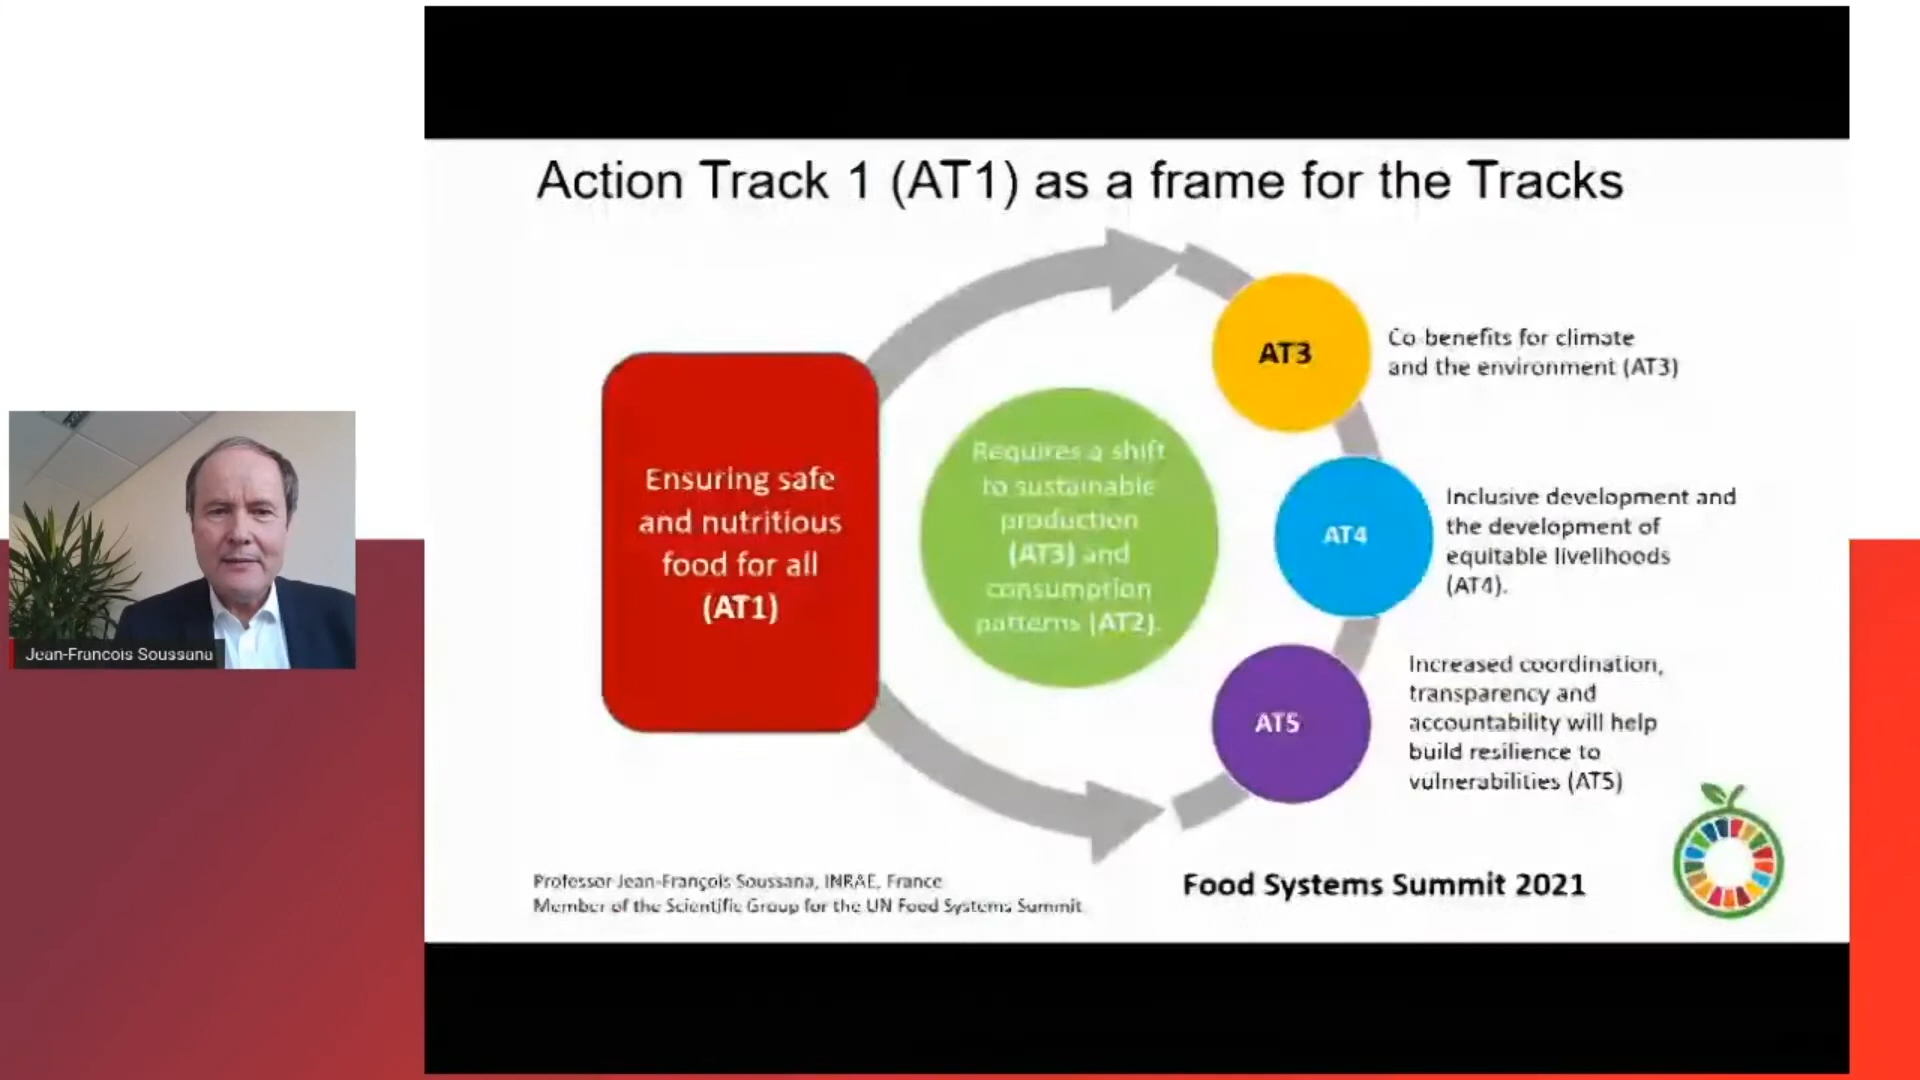 Action Track 1 (AT1) as a frame for the Tracks
Ensuring safe
and nutritious
food for all
(AT1)
Requires a shift
to sustainable
production
(AT3) and
consumption
patterns (AT2).
AT3
Co-benefits for climate
and the environment (AT3)
AT4
Inclusive development and
the development of
equitable livelihoods
(AT4).
AT5
Increased coordination,
transparency and
accountability will help
build resilience to
vulnerabilities (AT5)
Jean-Francois Soussana
Professor Jean-François Soussana, INRAE, France
Member of the Scientific Group for the UN Food Systems Summit
Food Systems Summit 2021